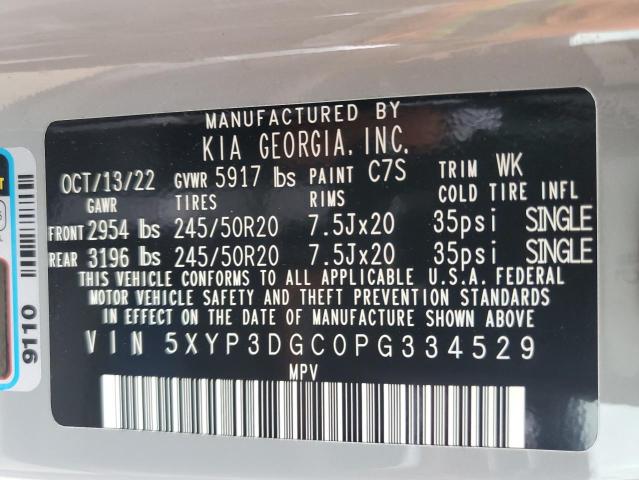 MANUFACTURED BY
KIA GEORGIA, INC.
OCT/13/22 GVWR 5917 lbs PAINT C7S TRIM WK
GAWR TIRES RIMS COLD TIRE INFL
FRONT 2954 lbs 245/50R20 7.5Jx20 35psi SINGLE
REAR 3196 lbs 245/50R20 7.5Jx20 35psi SINGLE
THIS VEHICLE CONFORMS TO ALL APPLICABLE U.S.A. FEDERAL
MOTOR VEHICLE SAFETY AND THEFT PREVENTION STANDARDS
IN EFFECT ON THE DATE OF MANUFACTURE SHOWN ABOVE
VIN 5XYP3DGC0PG334529
MPV
9110